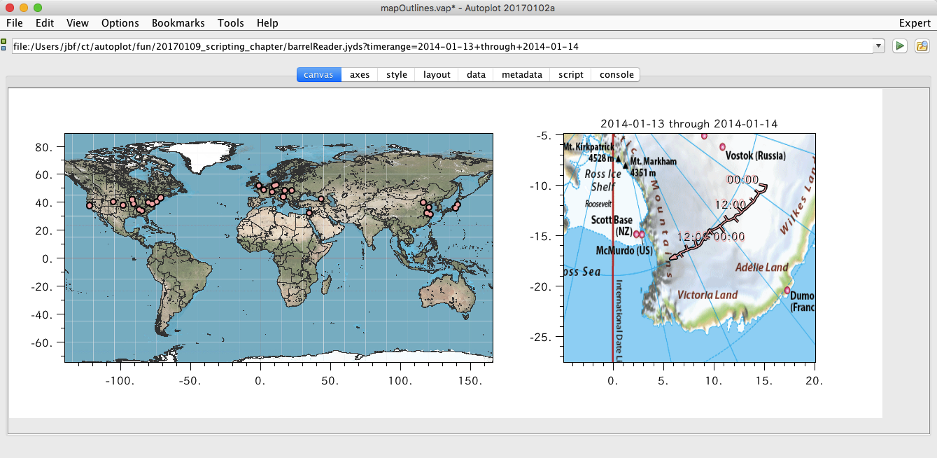 mapOutlines.vap* - Autoplot 20170102a
File Edit View Options Bookmarks Tools Help Expert
file:/Users/jbf/ct/autoplot/fun/20170109_scripting_chapter/barrelReader.jyds?timerange=2014-01-13+through+2014-01-14
canvas axes style layout data metadata script console
80.
60.
40.
20.
0.
-20.
-40.
-60.
-100. -50. 0. 50. 100. 150.
2014-01-13 through 2014-01-14
-5.
-10.
-15.
-20.
-25.
0. 5. 10. 15. 20.
Mt. Kirkpatrick
4528 m
Mt. Markham
4351 m
Vostok (Russia)
Ross Ice
Shelf
Roosevelt
00:00
12:00
Scott Base
(NZ)
12:00
00:00
McMurdo (US)
oss Sea
Mountains
Wilkes Lan
Adélie Land
Victoria Land
Dumo
(Franc
International Date Li